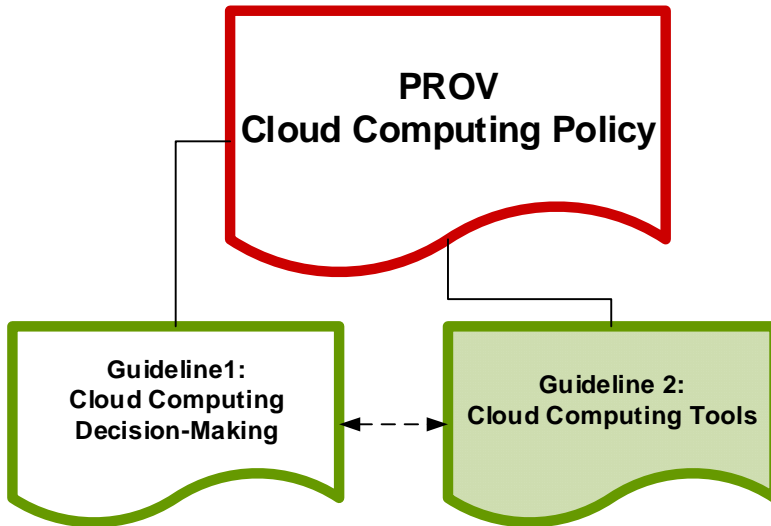 PROV
Cloud Computing Policy
Guideline1:
Cloud Computing
Decision-Making
Guideline 2:
Cloud Computing Tools